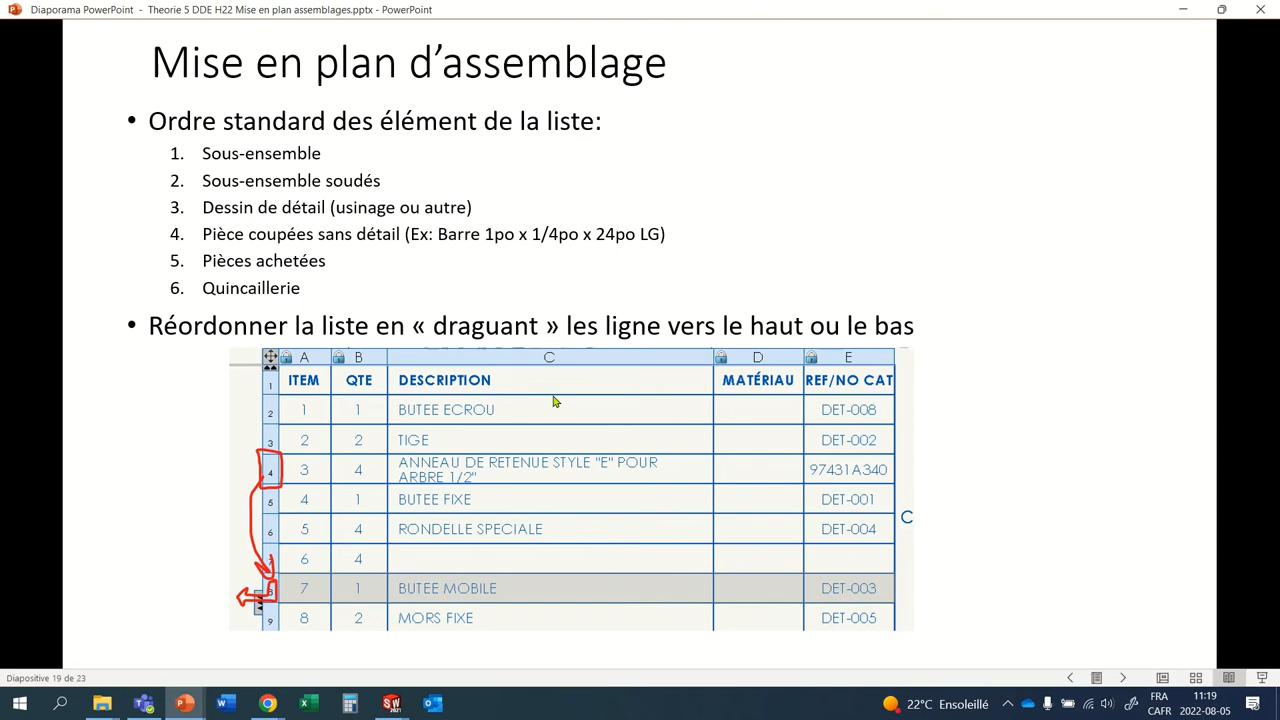 Diaporama PowerPoint - Theorie 5 DDE H22 Mise en plan assemblages.pptx - PowerPoint
Mise en plan d’assemblage
• Ordre standard des élément de la liste:
1. Sous-ensemble
2. Sous-ensemble soudés
3. Dessin de détail (usinage ou autre)
4. Pièce coupées sans détail (Ex: Barre 1po x 1/4po x 24po LG)
5. Pièces achetées
6. Quincaillerie
• Réordonner la liste en « draguant » les ligne vers le haut ou le bas
A B C D E
1 ITEM QTE DESCRIPTION MATÉRIAU REF/NO CAT
2 1 1 BUTEE ECROU DET-008
3 2 2 TIGE DET-002
4 3 4 ANNEAU DE RETENUE STYLE "E" POUR
ARBRE 1/2" 97431A340
5 4 1 BUTEE FIXE DET-001
6 5 4 RONDELLE SPECIALE DET-004
C
7 6 4
8 7 1 BUTEE MOBILE DET-003
9 8 2 MORS FIXE DET-005
Diapositive 19 de 23
22°C Ensoleillé
FRA
CAFR
11:19
2022-08-05